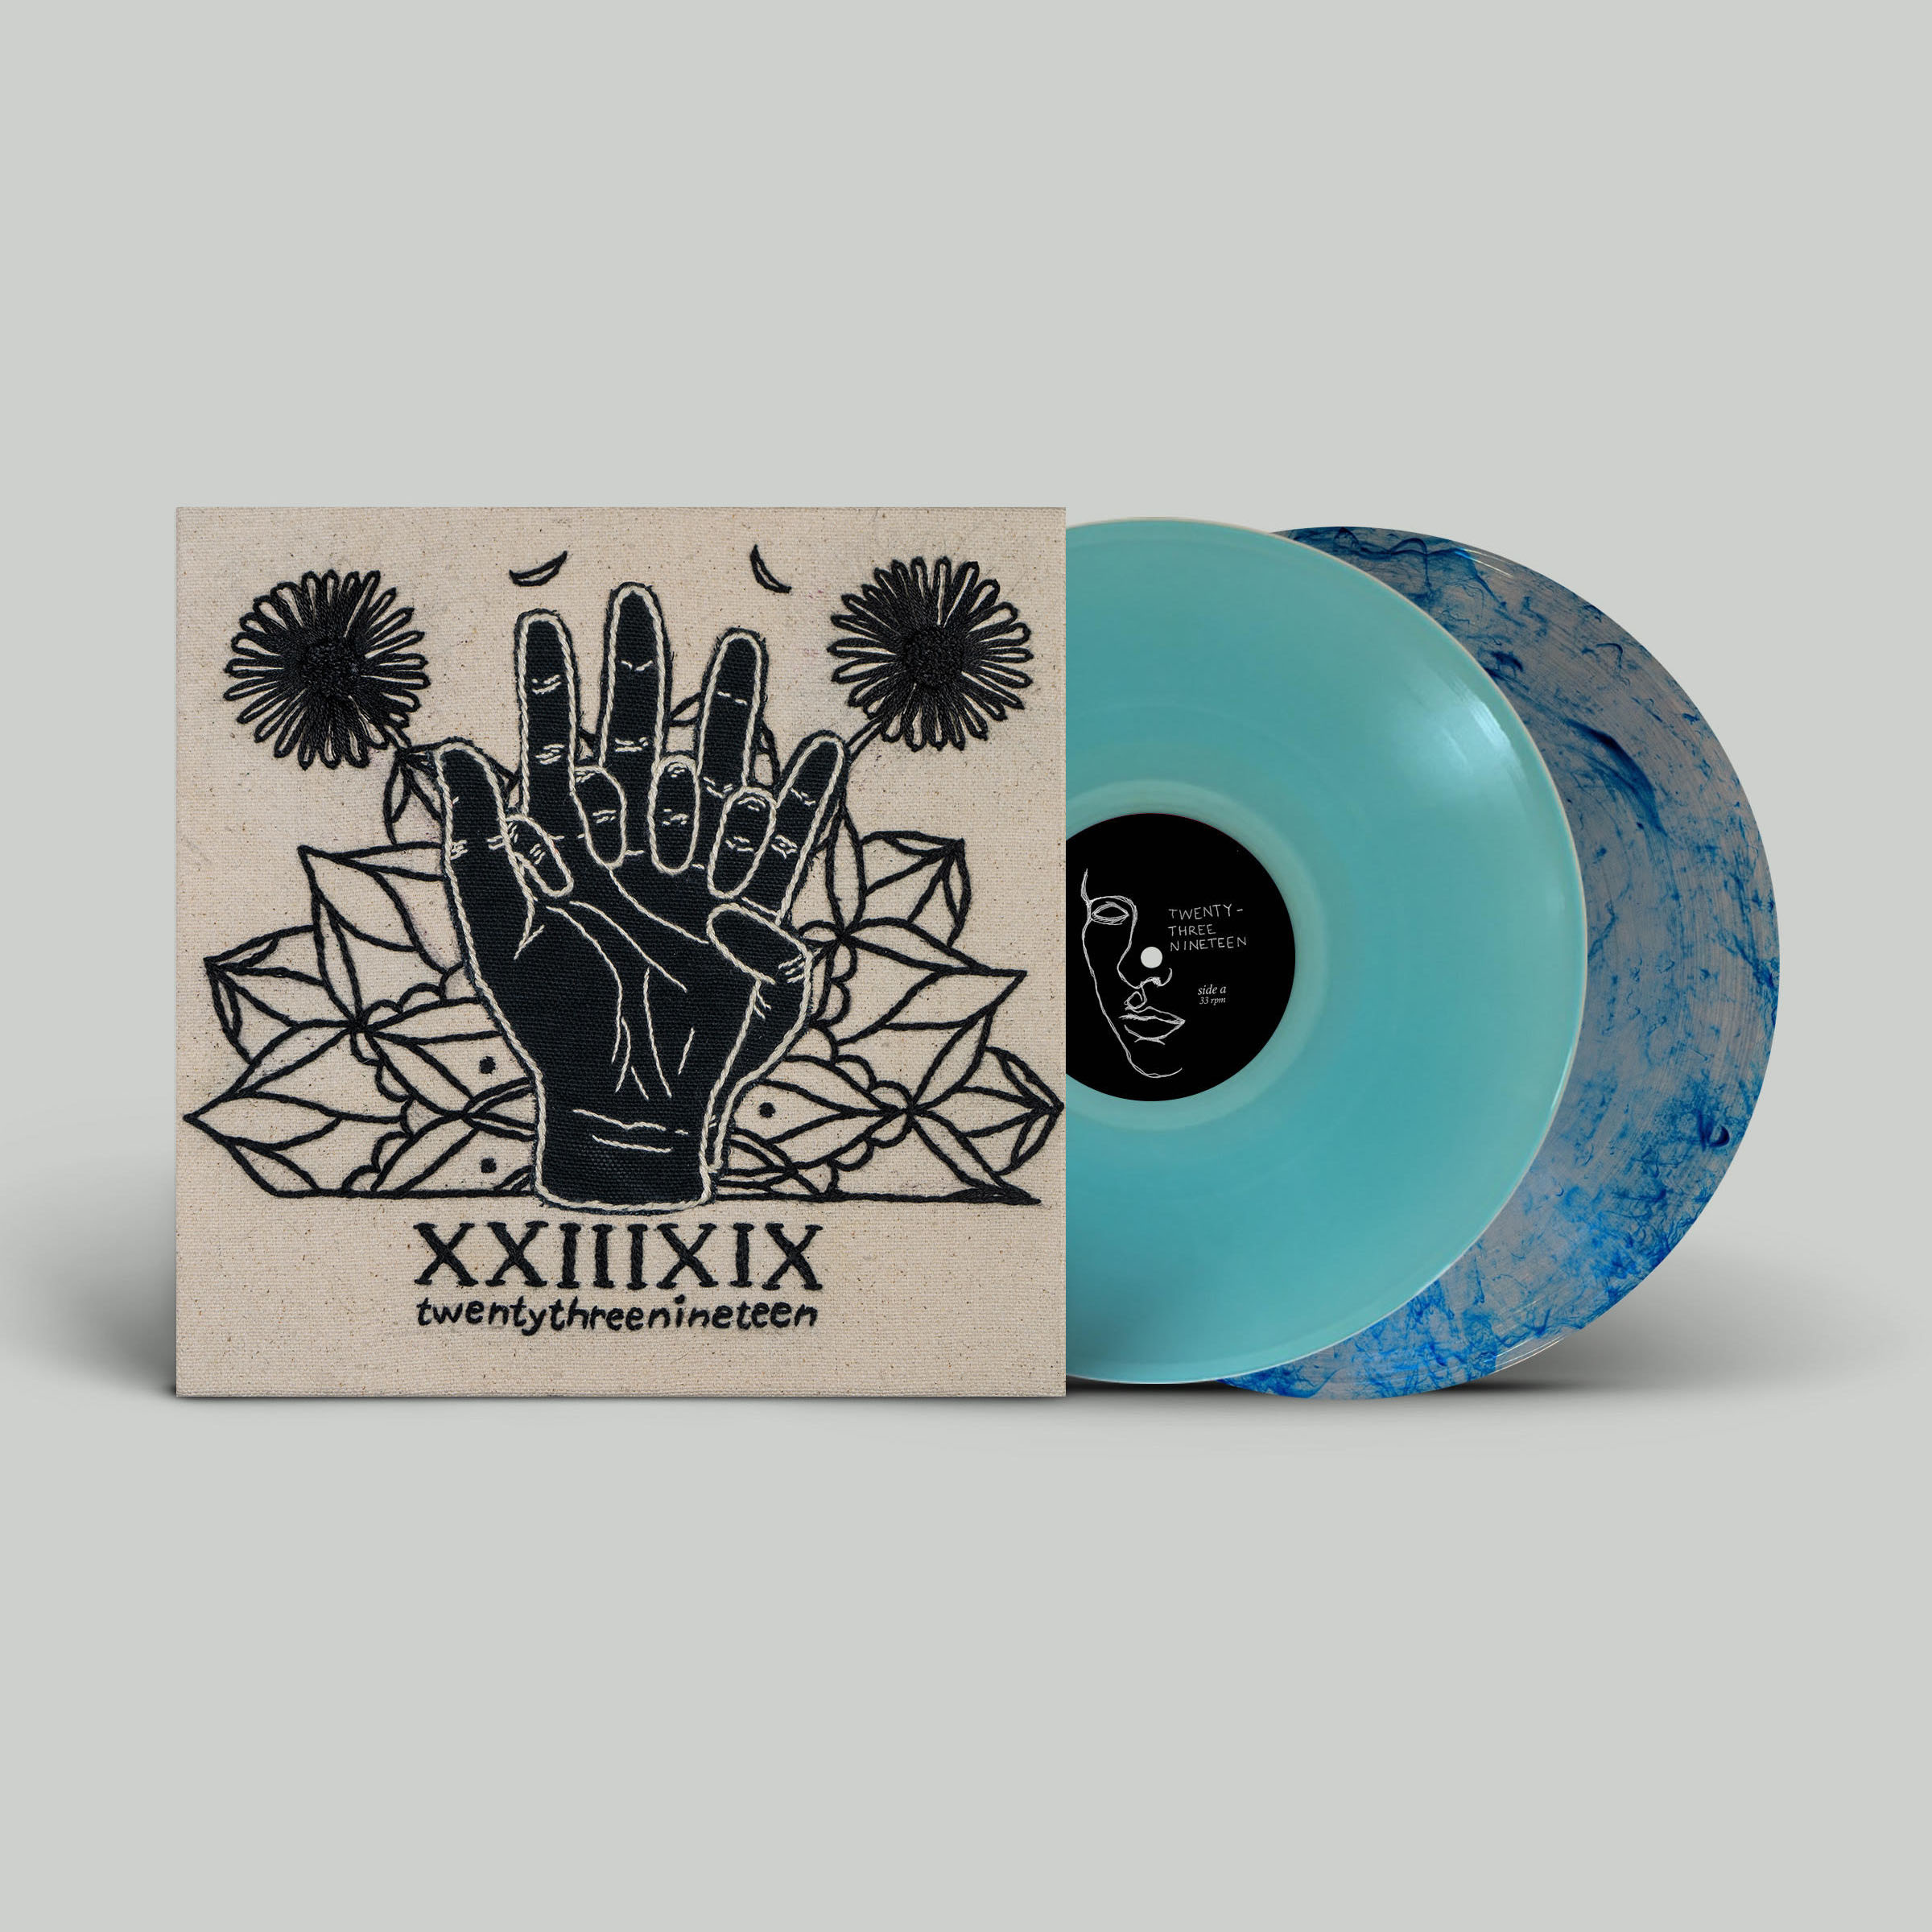 XXIIIXIX
twentythreenineteen
TWENTY-
THREE
NINETEEN
side a
33 rpm